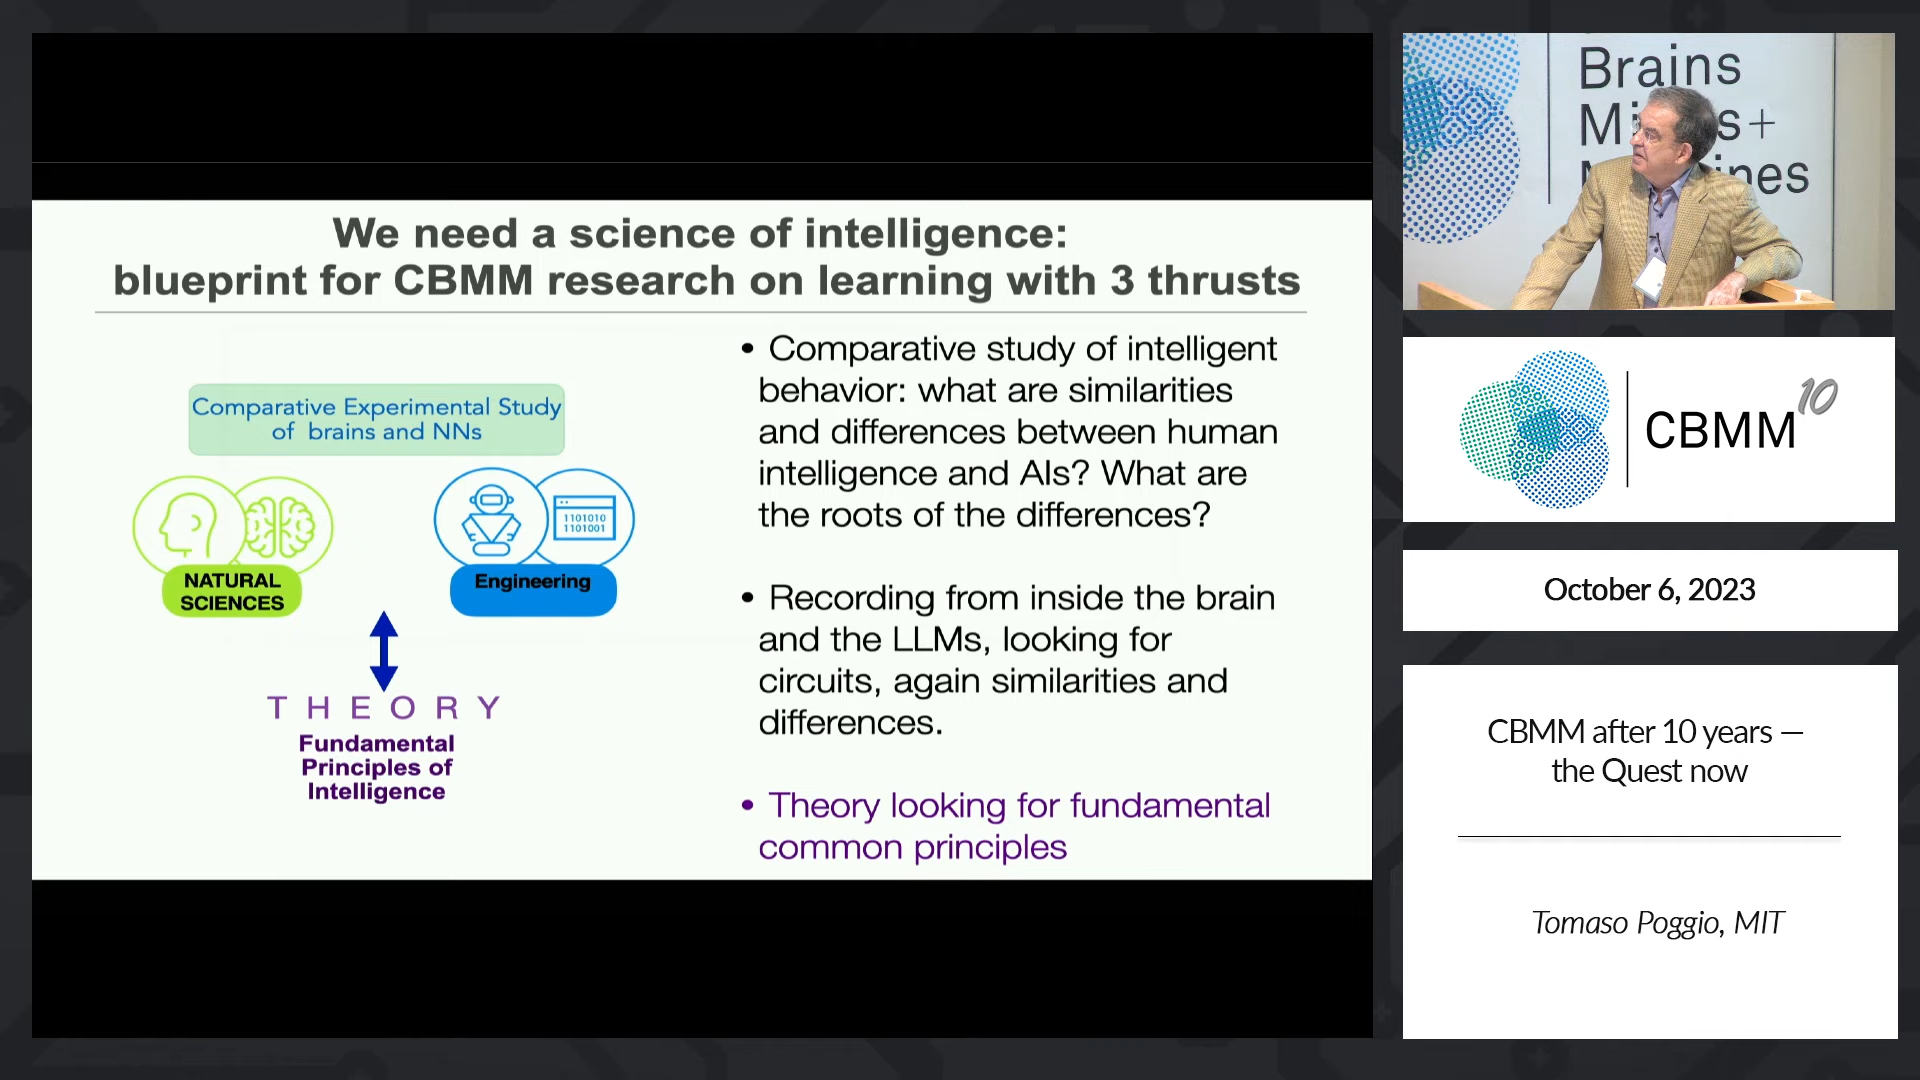 We need a science of intelligence:
blueprint for CBMM research on learning with 3 thrusts
Comparative Experimental Study
of brains and NNs
NATURAL
SCIENCES
1101010
1101001
Engineering
THEORY
Fundamental
Principles of
Intelligence
• Comparative study of intelligent
behavior: what are similarities
and differences between human
intelligence and AIs? What are
the roots of the differences?
• Recording from inside the brain
and the LLMs, looking for
circuits, again similarities and
differences.
• Theory looking for fundamental
common principles
Brains
CBMM 10
October 6, 2023
CBMM after 10 years —
the Quest now
Tomaso Poggio, MIT